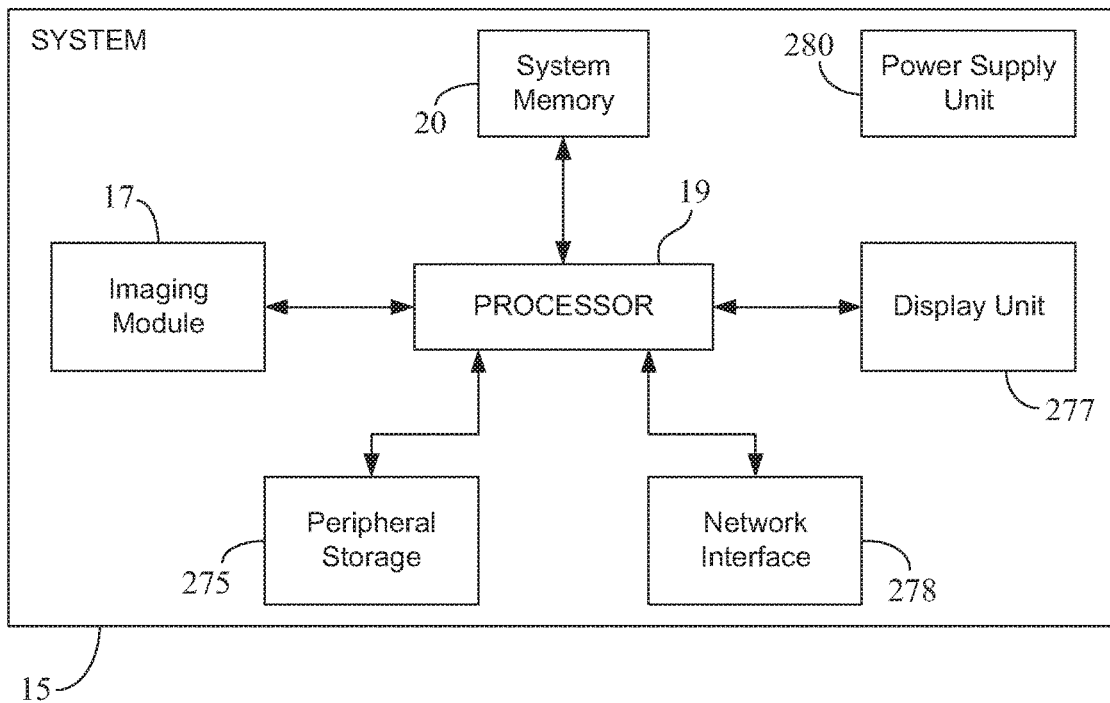 SYSTEM
System
Memory
20
280
Power Supply
Unit
17
Imaging
Module
19
PROCESSOR
Display Unit
277
Peripheral
Storage
275
Network
Interface
278
15